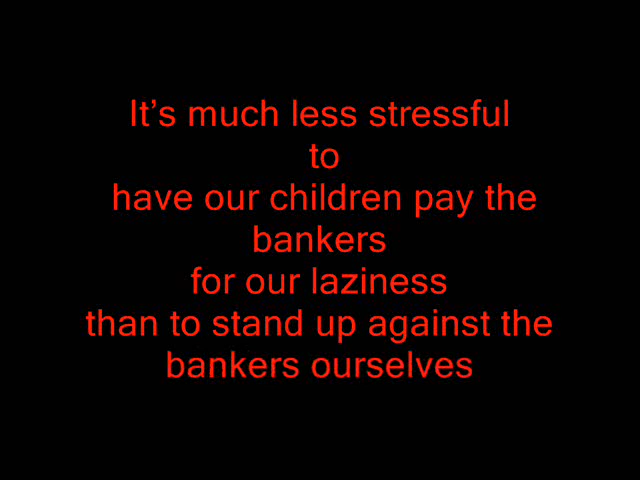 It’s much less stressful
to
have our children pay the
bankers
for our laziness
than to stand up against the
bankers ourselves